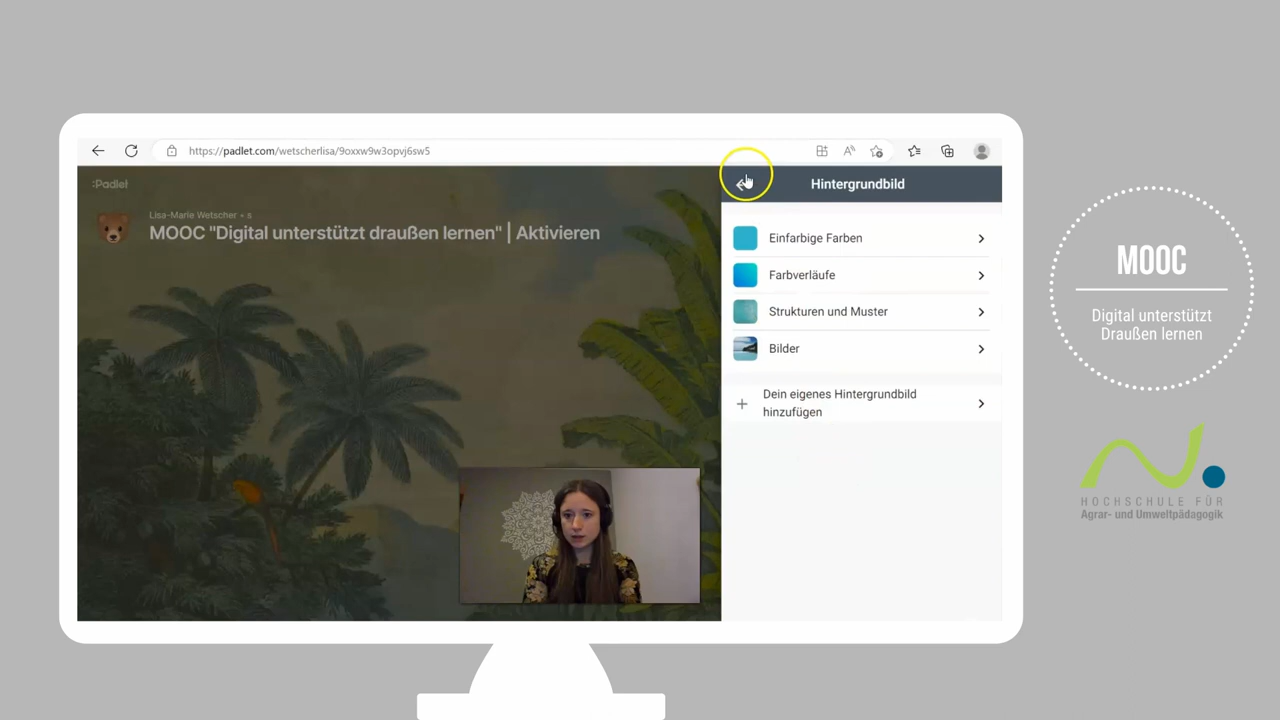 https://padlet.com/wetscherlisa/9oxxw9w3opvj6sw5
:Padlet
Lisa-Marie Wetscher • s
MOOC "Digital unterstützt draußen lernen" | Aktivieren
Hintergrundbild
Einfarbige Farben
Farbverläufe
Strukturen und Muster
Bilder
Dein eigenes Hintergrundbild
hinzufügen
MOOC
Digital unterstützt
Draußen lernen
HOCHSCHULE FÜR
Agrar- und Umweltpädagogik